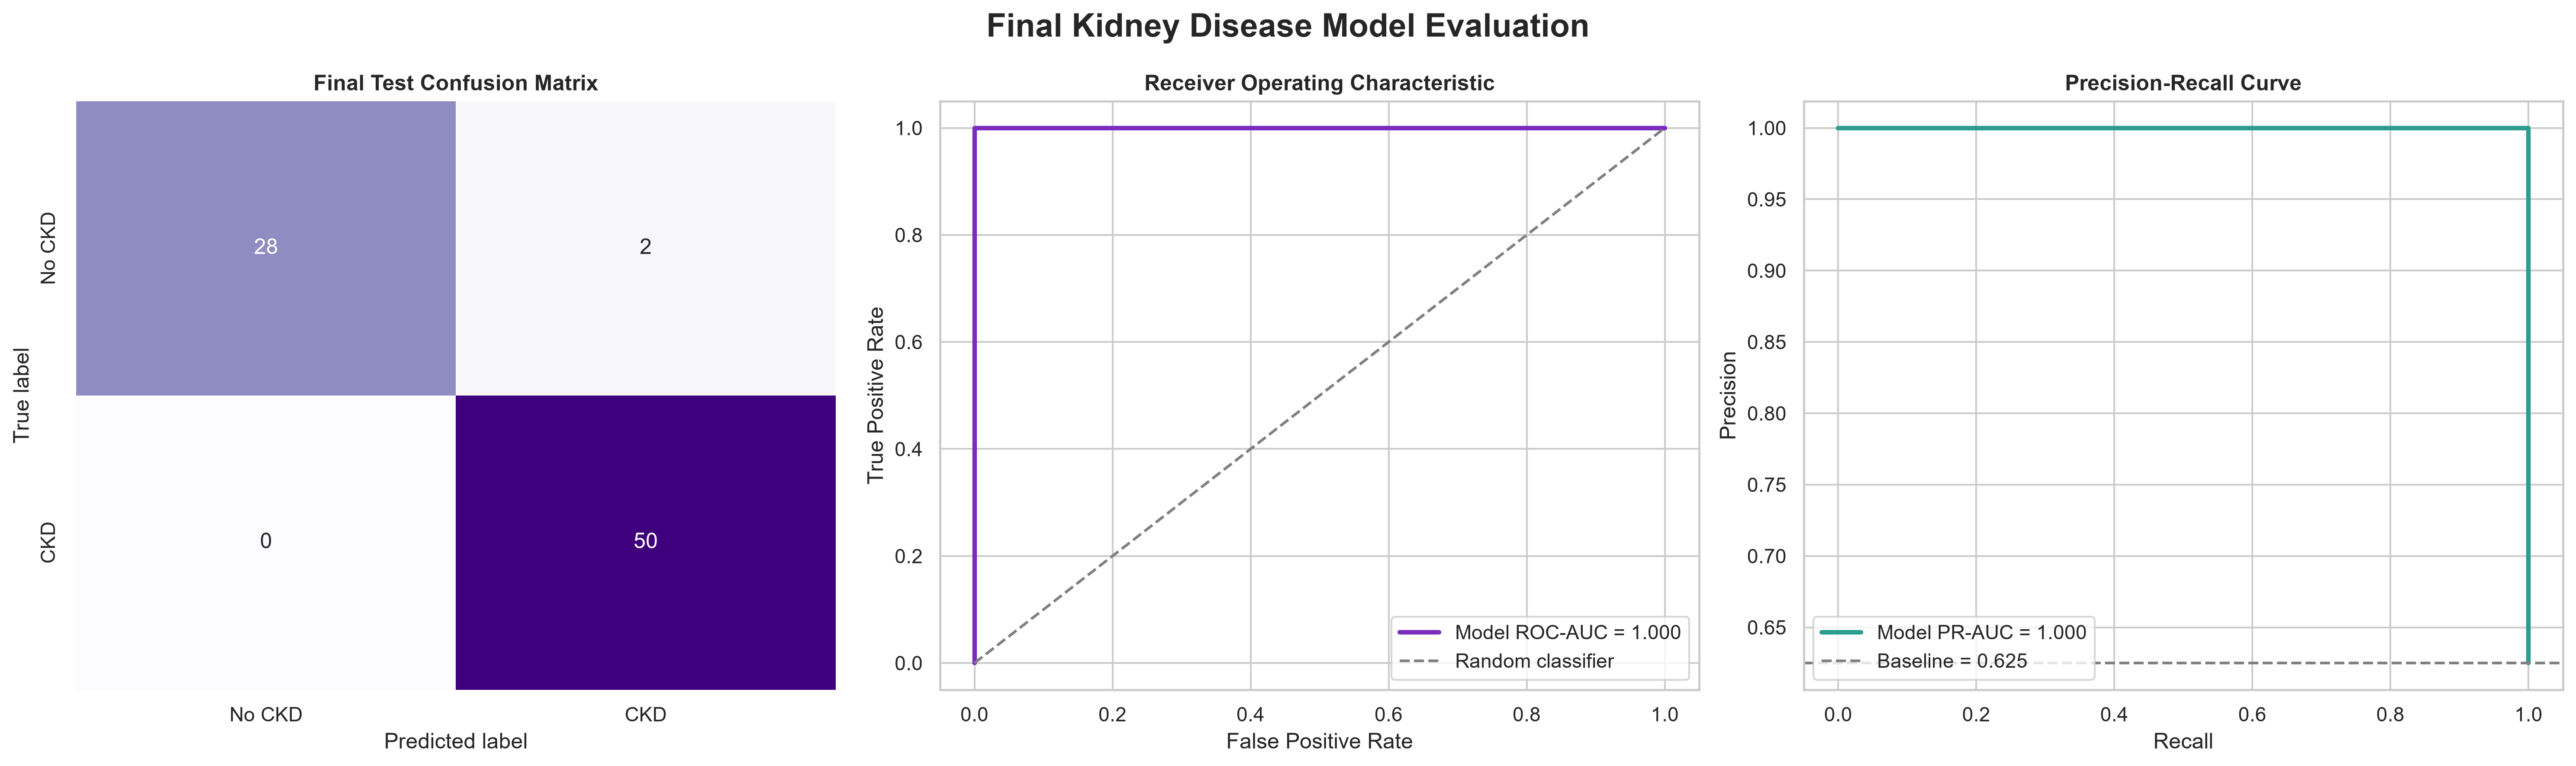 Final Kidney Disease Model Evaluation
Final Test Confusion Matrix
No CKD
CKD
True label
28
2
0
50
No CKD
CKD
Predicted label
Receiver Operating Characteristic
True Positive Rate
1.0
0.8
0.6
0.4
0.2
0.0
Model ROC-AUC = 1.000
Random classifier
0.0
0.2
0.4
0.6
0.8
1.0
False Positive Rate
Precision-Recall Curve
Precision
1.00
0.95
0.90
0.85
0.80
0.75
0.70
0.65
Model PR-AUC = 1.000
Baseline = 0.625
0.0
0.2
0.4
0.6
0.8
1.0
Recall